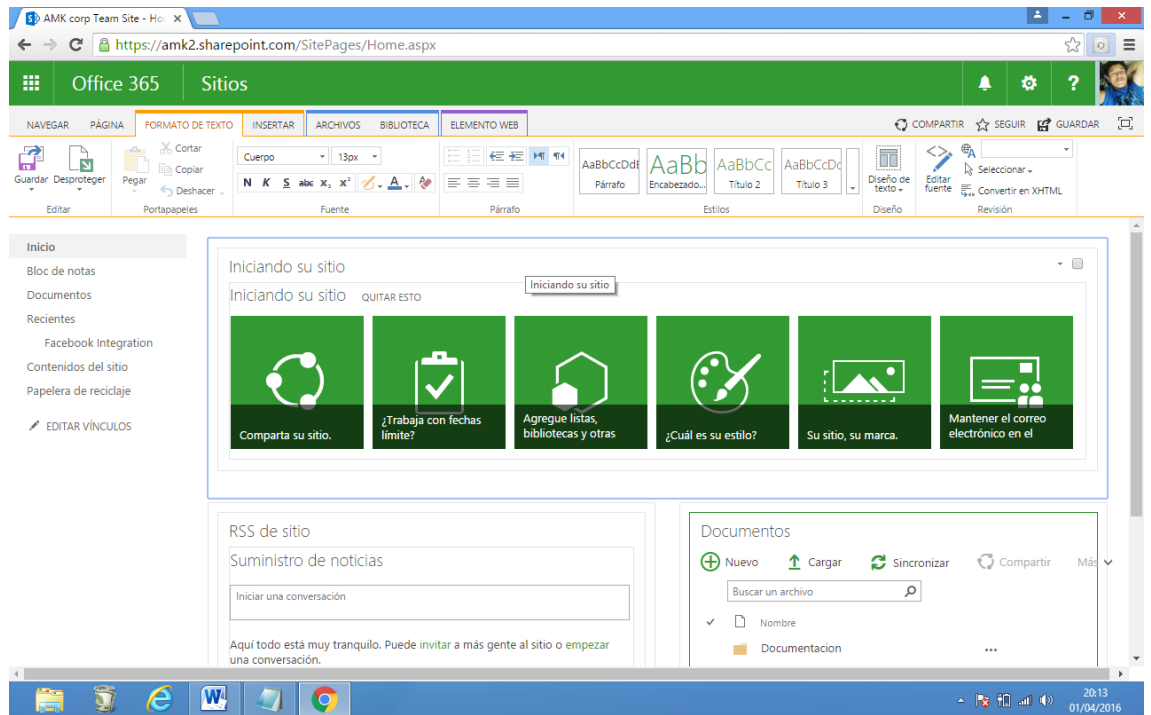 AMK corp Team Site - Ho
https://amk2.sharepoint.com/SitePages/Home.aspx
Office 365 Sitios
?
NAVEGAR PÁGINA FORMATO DE TEXTO INSERTAR ARCHIVOS BIBLIOTECA ELEMENTO WEB COMPARTIR SEGUIR GUARDAR
Guardar Desproteger Pegar Cortar Copiar Deshacer
Cuerpo 13px
N K S abc X₂ X² A
AaBbCcDdE AaBb AaBbCc AaBbCcDc
Párrafo Encabezado... Título 2 Título 3
Diseño de texto
Editar fuente
Seleccionar
Convertir en XHTML
Editar Portapapeles Fuente Párrafo Estilos Diseño Revisión
Inicio
Bloc de notas
Documentos
Recientes
Facebook Integration
Contenidos del sitio
Papelera de reciclaje
EDITAR VÍNCULOS
Iniciando su sitio
Iniciando su sitio
Iniciando su sitio QUITAR ESTO
Comparta su sitio.
¿Trabaja con fechas
límite?
Agregue listas,
bibliotecas y otras
¿Cuál es su estilo?
Su sitio, su marca.
Mantener el correo
electrónico en el
RSS de sitio
Suministro de noticias
Iniciar una conversación
Aquí todo está muy tranquilo. Puede invitar a más gente al sitio o empezar
una conversación.
Documentos
Nuevo Cargar Sincronizar Compartir Más
Buscar un archivo
Nombre
Documentacion ...
20:13
01/04/2016